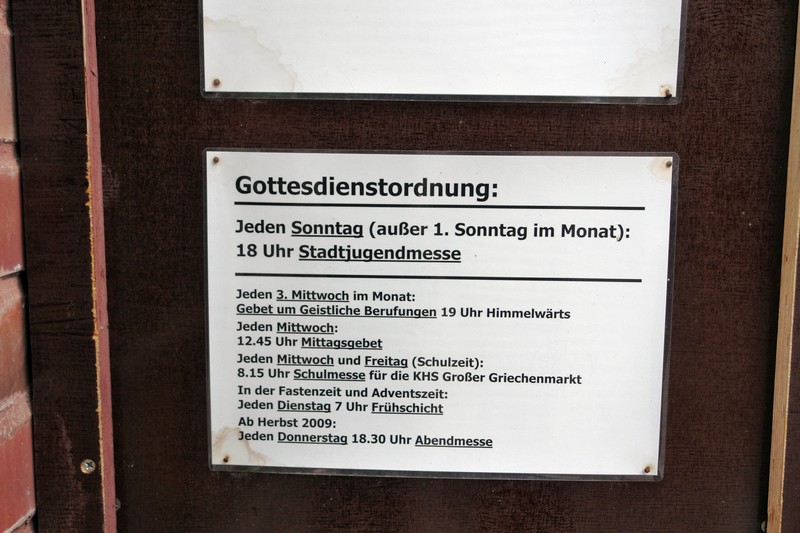 Gottesdienstordnung:
Jeden Sonntag (außer 1. Sonntag im Monat):
18 Uhr Stadtjugendmesse
Jeden 3. Mittwoch im Monat:
Gebet um Geistliche Berufungen 19 Uhr Himmelwärts
Jeden Mittwoch:
12.45 Uhr Mittagsgebet
Jeden Mittwoch und Freitag (Schulzeit):
8.15 Uhr Schulmesse für die KHS Großer Griechenmarkt
In der Fastenzeit und Adventszeit:
Jeden Dienstag 7 Uhr Frühschicht
Ab Herbst 2009:
Jeden Donnerstag 18.30 Uhr Abendmesse